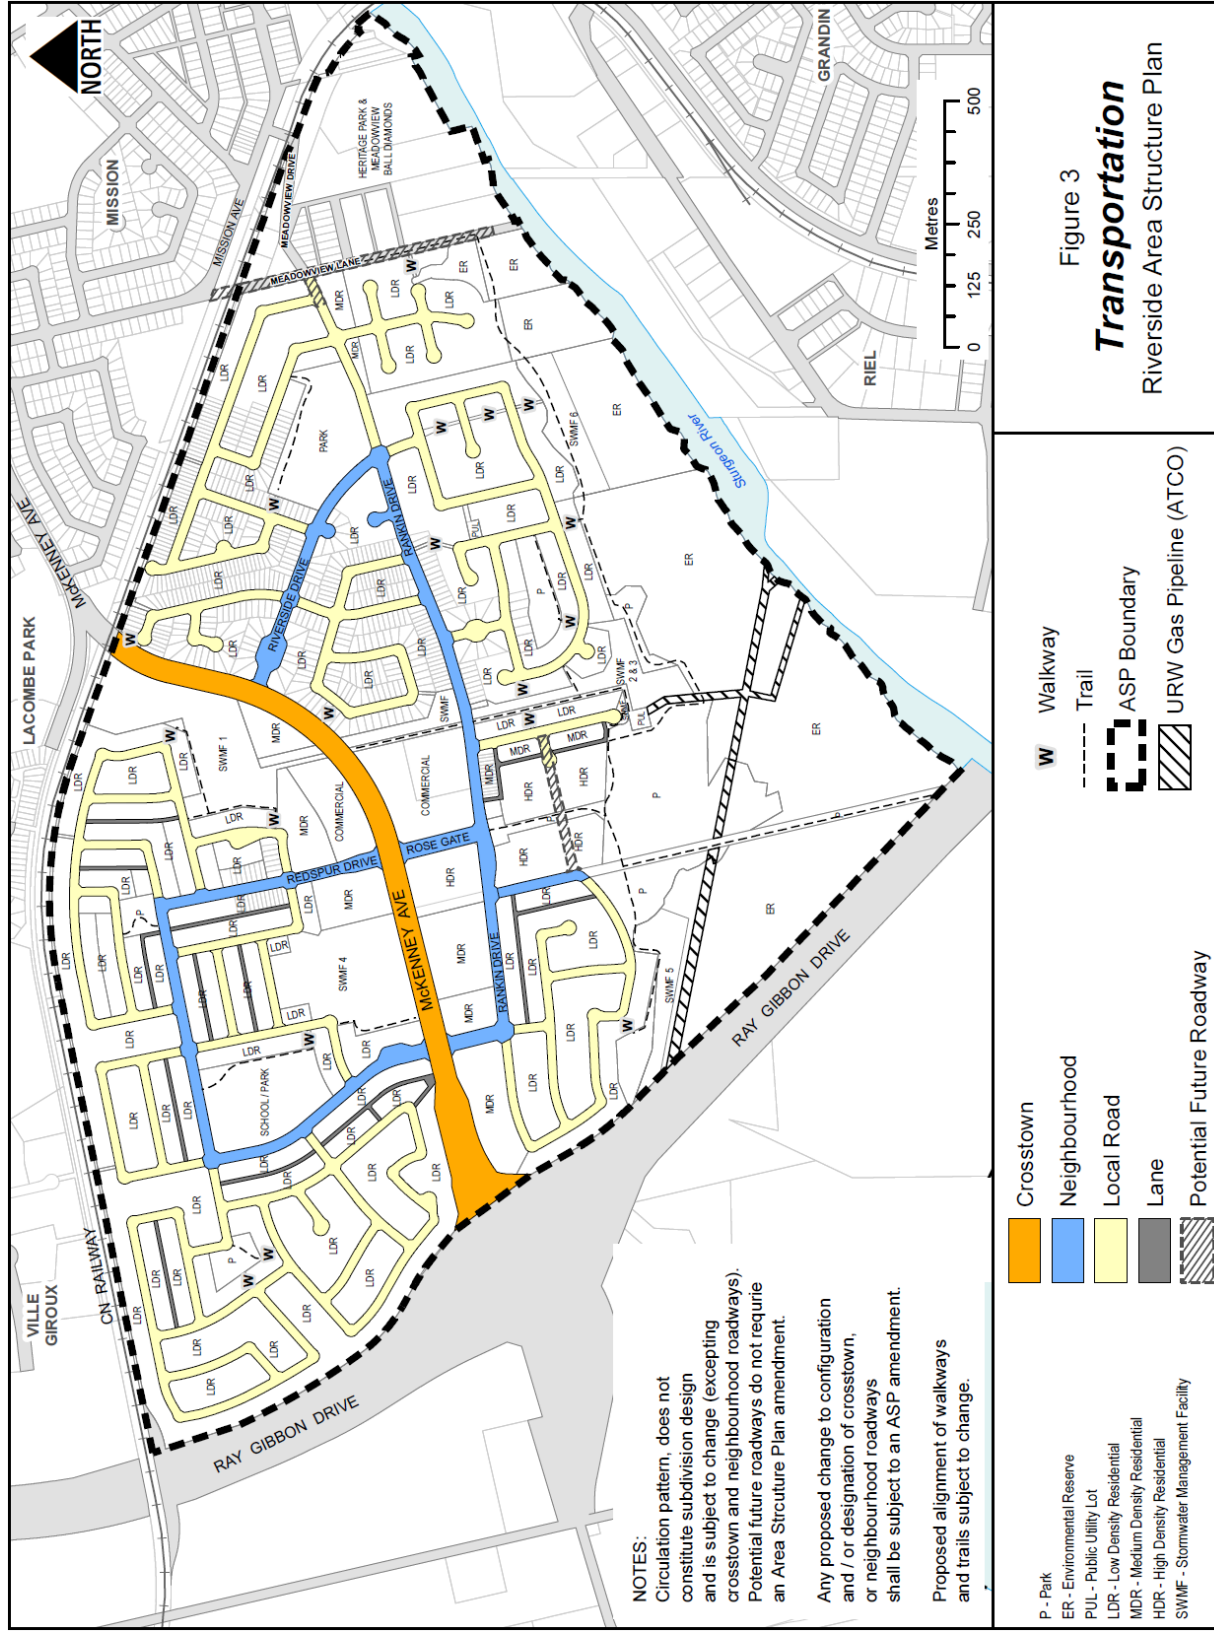 NORTH
MISSION
GRANDIN
LACOMBE PARK
VILLE
GIROUX
RIEL
CN RAILWAY
McKENNEY AVE
MISSION AVE
MEADOWVIEW DRIVE
MEADOWVIEW LANE
HERITAGE PARK &
MEADOWVIEW
BALL DIAMONDS
RIVERSIDE DRIVE
RANKIN DRIVE
REDSPUR DRIVE
ROSE GATE
McKENNEY AVE
RANKIN DRIVE
RAY GIBBON DRIVE
RAY GIBBON DRIVE
Sturgeon River
SCHOOL / PARK
PARK
COMMERCIAL
COMMERCIAL
SWMF 1
SWMF
SWMF
2 & 3
SWMF 4
SWMF 5
SWMF 6
PUL
PUL
LDR
MDR
HDR
ER
P
W
Metres
0 125 250 500
NOTES:
Circulation pattern, does not
constitute subdivision design
and is subject to change (excepting
crosstown and neighbourhood roadways).
Potential future roadways do not requrie
an Area Strcuture Plan amendment.
Any proposed change to configuration
and / or designation of crosstown,
or neighbourhood roadways
shall be subject to an ASP amendment.
Proposed alignment of walkways
and trails subject to change.
P - Park
ER - Environmental Reserve
PUL - Public Utility Lot
LDR - Low Density Residential
MDR - Medium Density Residential
HDR - High Density Residential
SWMF - Stormwater Management Facility
Crosstown
Neighbourhood
Local Road
Lane
Potential Future Roadway
W Walkway
Trail
ASP Boundary
URW Gas Pipeline (ATCO)
Figure 3
Transportation
Riverside Area Structure Plan